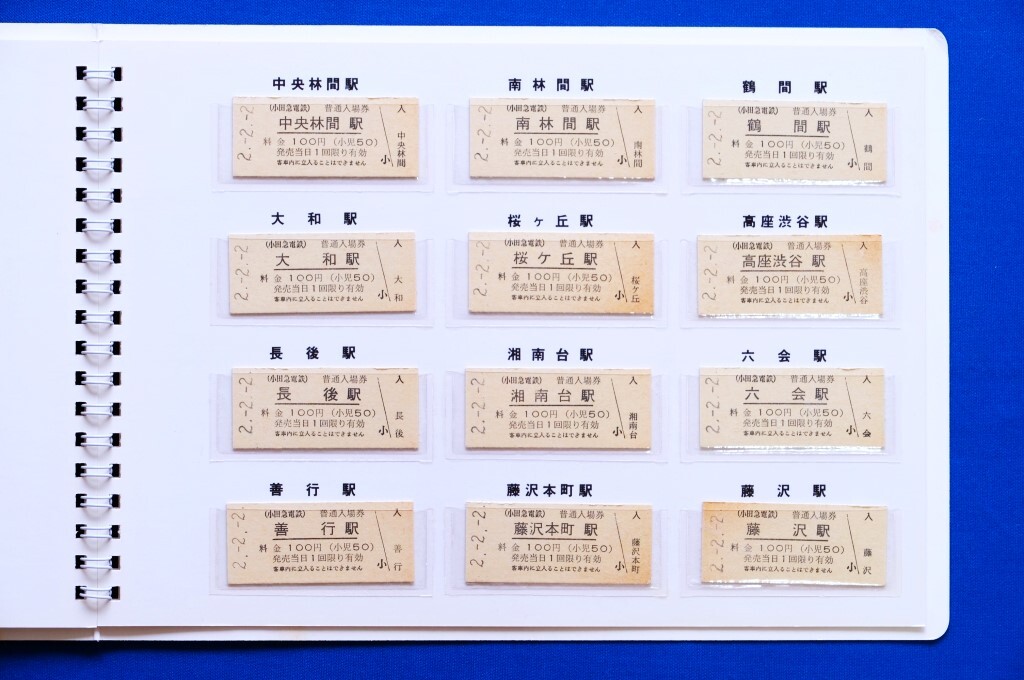 中央林間駅
2.-2.-2
(小田急電鉄) 普通入場券
中央林間 駅
料金 100円 (小児50)
発売当日1回限り有効
客車内に立入ることはできません
入
中央林間
小
南林間駅
2.-2.-2
(小田急電鉄) 普通入場券
南林間駅
料金 100円 (小児50)
発売当日1回限り有効
客車内に立入ることはできません
入
南林間
小
鶴間駅
2.-2.-2
(小田急電鉄) 普通入場券
鶴間駅
料金 100円 (小児50)
発売当日1回限り有効
客車内に立入ることはできません
入
鶴間
小
大和駅
2.-2.-2
(小田急電鉄) 普通入場券
大和駅
料金 100円 (小児50)
発売当日1回限り有効
客車内に立入ることはできません
入
大和
小
桜ヶ丘駅
2.-2.-2
(小田急電鉄) 普通入場券
桜ケ丘駅
料金 100円 (小児50)
発売当日1回限り有効
客車内に立入ることはできません
入
桜ケ丘
小
高座渋谷駅
2.-2.-2
(小田急電鉄) 普通入場券
高座渋谷 駅
料金 100円 (小児50)
発売当日1回限り有効
客車内に立入ることはできません
入
高座渋谷
小
長後駅
2.-2.-2
(小田急電鉄) 普通入場券
長後駅
料金 100円 (小児50)
発売当日1回限り有効
客車内に立入ることはできません
入
長後
小
湘南台駅
2.-2.-2
(小田急電鉄) 普通入場券
湘南台駅
料金 100円 (小児50)
発売当日1回限り有効
客車内に立入ることはできません
入
湘南台
小
六会駅
2.-2.-2
(小田急電鉄) 普通入場券
六会駅
料金 100円 (小児50)
発売当日1回限り有効
客車内に立入ることはできません
入
六会
小
善行駅
2.-2.-2
(小田急電鉄) 普通入場券
善行駅
料金 100円 (小児50)
発売当日1回限り有効
客車内に立入ることはできません
入
善行
小
藤沢本町駅
2.-2.-2
(小田急電鉄) 普通入場券
藤沢本町 駅
料金 100円 (小児50)
発売当日1回限り有効
客車内に立入ることはできません
入
藤沢本町
小
藤沢駅
2.-2.-2
(小田急電鉄) 普通入場券
藤沢駅
料金 100円 (小児50)
発売当日1回限り有効
客車内に立入ることはできません
入
藤沢
小